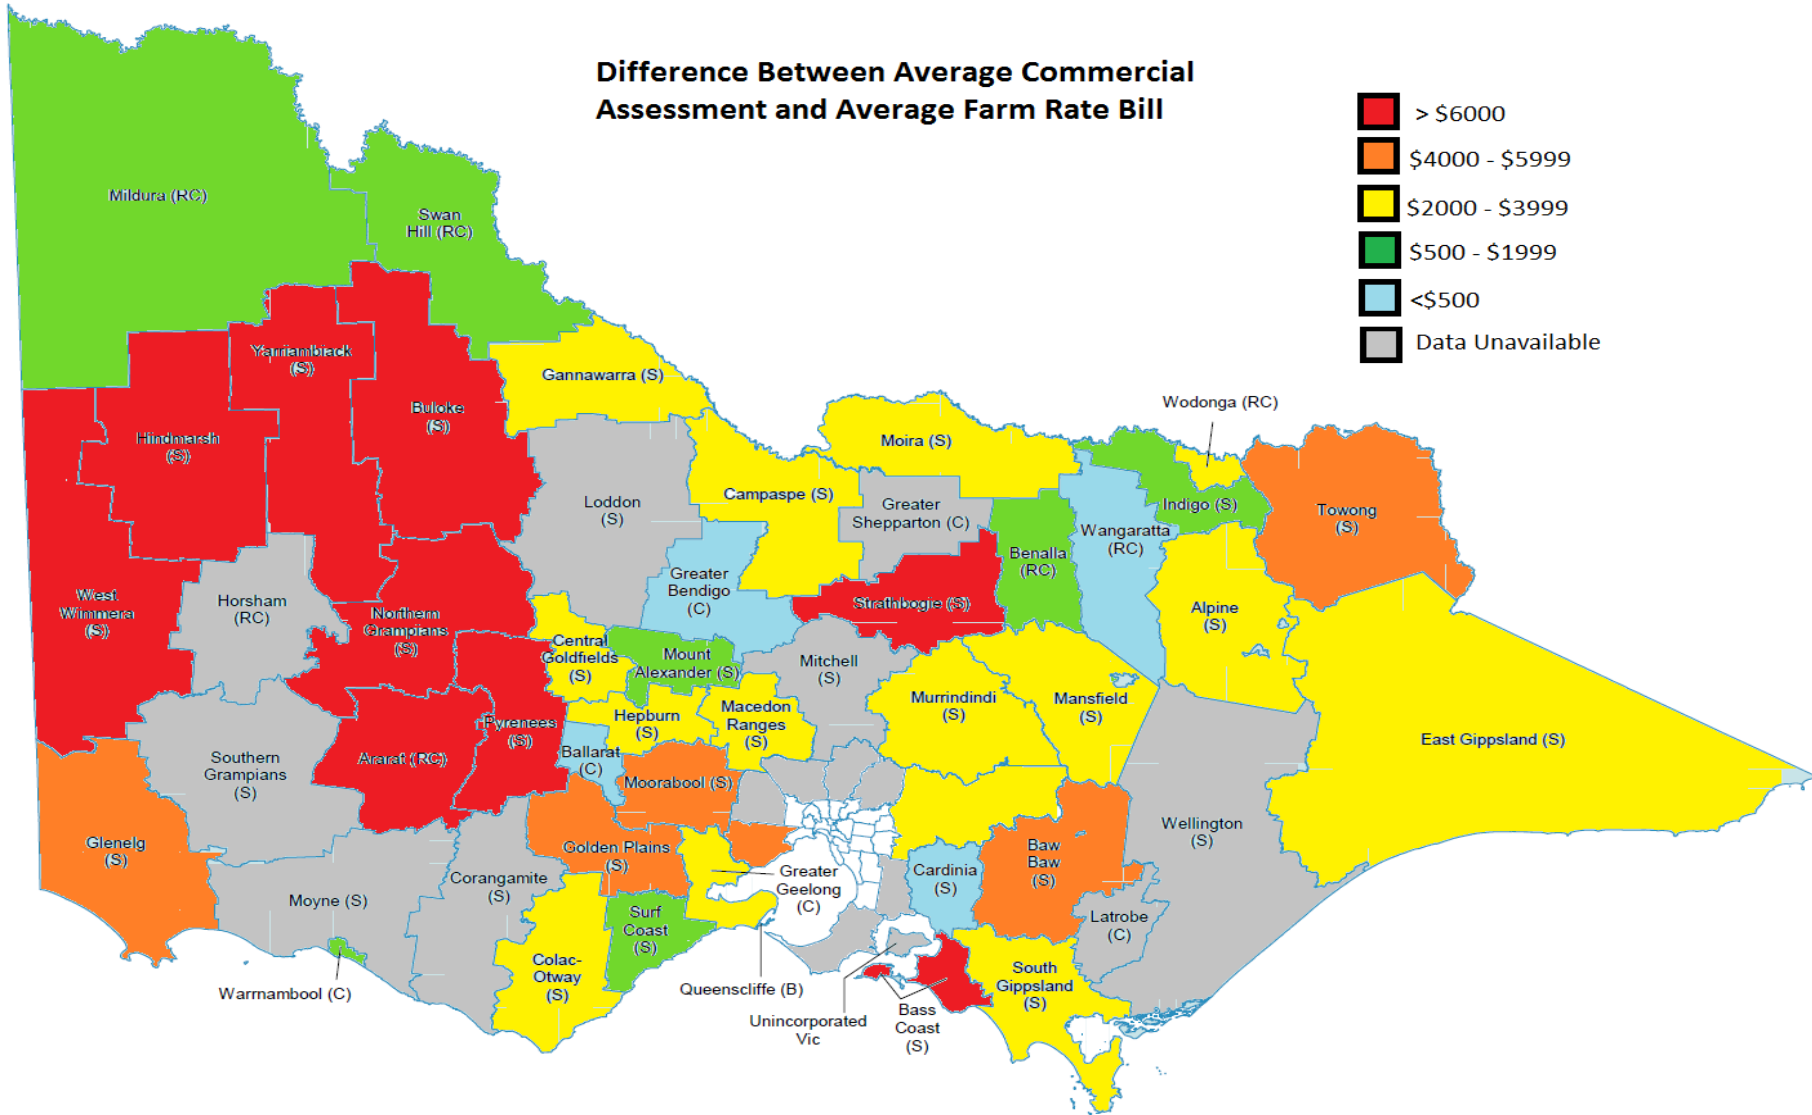 Difference Between Average Commercial
Assessment and Average Farm Rate Bill
> $6000
$4000 - $5999
$2000 - $3999
$500 - $1999
<$500
Data Unavailable
Mildura (RC)
Swan
Hill (RC)
Yarriambiack
(S)
Gannawarra (S)
Buloke
(S)
Hindmarsh
(S)
Wodonga (RC)
Moira (S)
Campaspe (S)
Loddon
(S)
Greater
Shepparton (C)
Indigo (S)
Towong
(S)
Wangaratta
(RC)
Benalla
(RC)
Greater
Bendigo
(C)
West
Wimmera
(S)
Horsham
(RC)
Northern
Grampians
(S)
Strathbogie (S)
Alpine
(S)
Central
Goldfields
(S)
Mount
Alexander (S)
Mitchell
(S)
Murrindindi
(S)
Mansfield
(S)
Hepburn
(S)
Macedon
Ranges
(S)
Pyrenees
(S)
East Gippsland (S)
Southern
Grampians
(S)
Ararat (RC)
Ballarat
(C)
Moorabool (S)
Wellington
(S)
Glenelg
(S)
Golden Plains
(S)
Baw
Baw
(S)
Greater
Geelong
(C)
Cardinia
(S)
Corangamite
(S)
Moyne (S)
Surf
Coast
(S)
Latrobe
(C)
Colac-
Otway
(S)
South
Gippsland
(S)
Warrnambool (C)
Queenscliffe (B)
Unincorporated
Vic
Bass
Coast
(S)